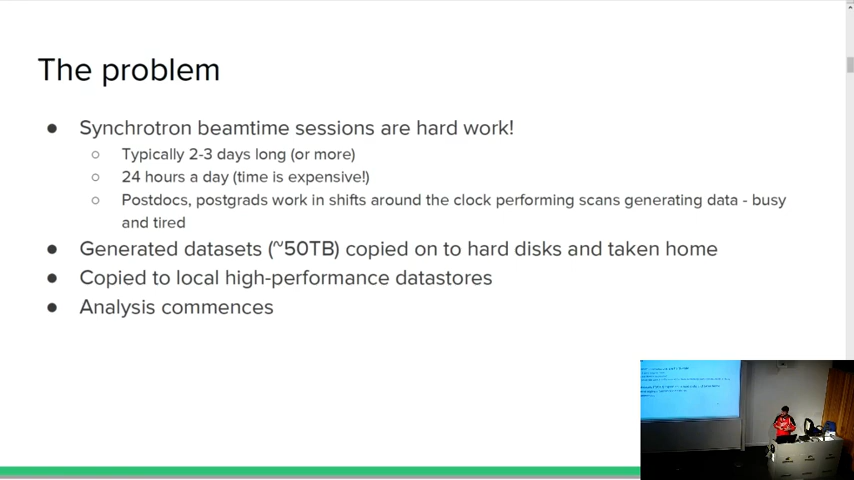 The problem
● Synchrotron beamtime sessions are hard work!
○ Typically 2-3 days long (or more)
○ 24 hours a day (time is expensive!)
○ Postdocs, postgrads work in shifts around the clock performing scans generating data - busy
and tired
● Generated datasets (~50TB) copied on to hard disks and taken home
● Copied to local high-performance datastores
● Analysis commences